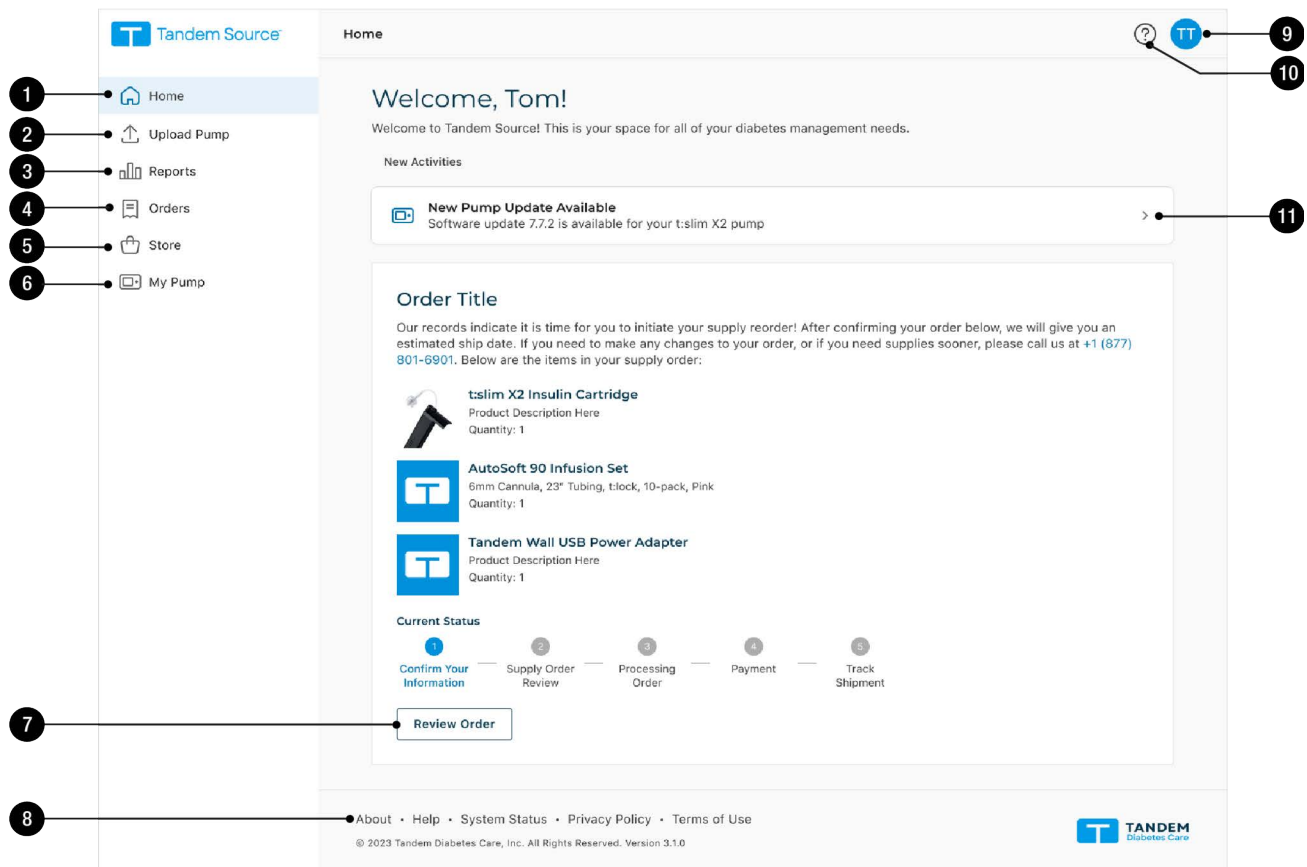 Tandem Source
Home
?
TT
9
10
1
Home
2
Upload Pump
3
Reports
4
Orders
5
Store
6
My Pump
Welcome, Tom!
Welcome to Tandem Source! This is your space for all of your diabetes management needs.
New Activities
New Pump Update Available
Software update 7.7.2 is available for your t:slim X2 pump
11
Order Title
Our records indicate it is time for you to initiate your supply reorder! After confirming your order below, we will give you an
estimated ship date. If you need to make any changes to your order, or if you need supplies sooner, please call us at +1 (877)
801-6901. Below are the items in your supply order:
t:slim X2 Insulin Cartridge
Product Description Here
Quantity: 1
AutoSoft 90 Infusion Set
6mm Cannula, 23" Tubing, t:lock, 10-pack, Pink
Quantity: 1
Tandem Wall USB Power Adapter
Product Description Here
Quantity: 1
Current Status
1 2 3 4 5
Confirm Your Supply Order Processing Payment Track
Information Review Order Shipment
7
Review Order
8
About • Help • System Status • Privacy Policy • Terms of Use
© 2023 Tandem Diabetes Care, Inc. All Rights Reserved. Version 3.1.0
TANDEM
Diabetes Care